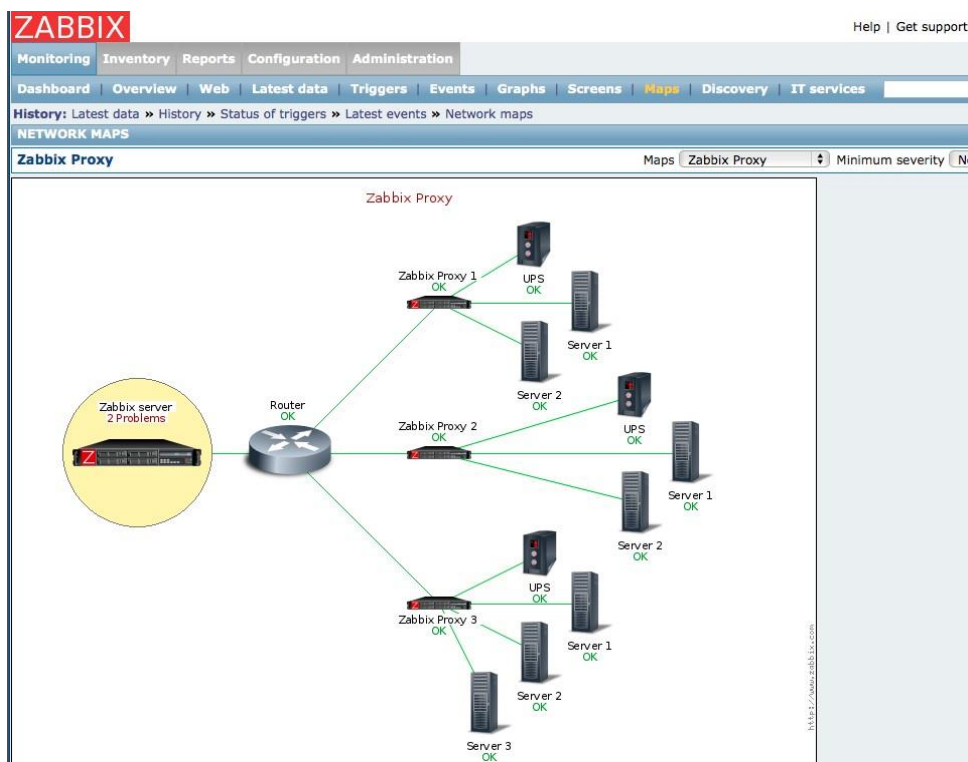 ZABBIX
Help | Get support
Monitoring Inventory Reports Configuration Administration
Dashboard | Overview | Web | Latest data | Triggers | Events | Graphs | Screens | Maps | Discovery | IT services
History: Latest data » History » Status of triggers » Latest events » Network maps
NETWORK MAPS
Zabbix Proxy
Maps Zabbix Proxy Minimum severity N
Zabbix Proxy
UPS
OK
Zabbix Proxy 1
OK
Server 1
OK
Server 2
OK
Zabbix server
2 Problems
Z
Router
OK
Zabbix Proxy 2
OK
UPS
OK
Server 1
OK
Server 2
OK
UPS
OK
Zabbix Proxy 3
OK
Server 1
OK
Server 2
OK
Server 3
OK
http://www.zabbix.com